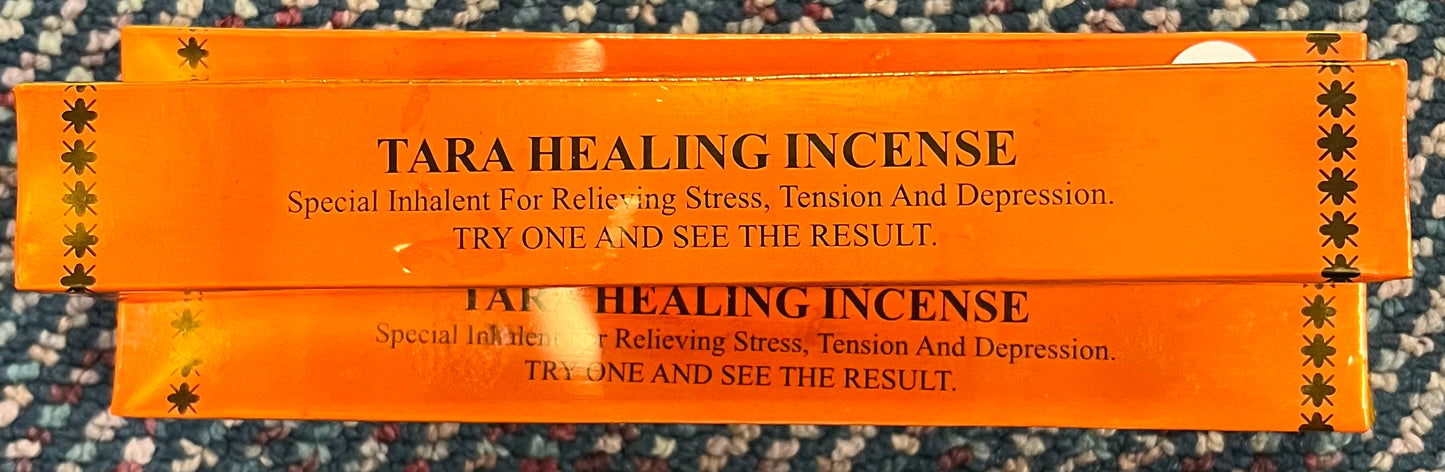 TARA HEALING INCENSE
Special Inhalent For Relieving Stress, Tension And Depression.
TRY ONE AND SEE THE RESULT.
TARA HEALING INCENSE
Special Inhalent For Relieving Stress, Tension And Depression.
TRY ONE AND SEE THE RESULT.